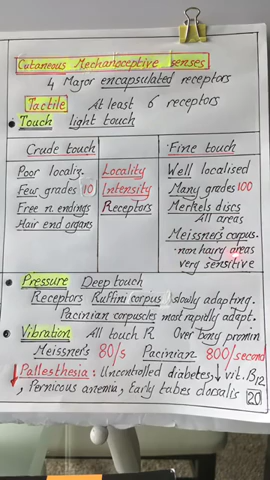 Cutaneous Mechanoceptive senses
4 Major encapsulated receptors
Tactile At least 6 receptors
Touch light touch
Crude touch Fine touch
Poor localiz. Locality Well localised
Few grades 10 Intensity Many grades 100
Free n. endings Receptors Merkels discs
Hair end organs All areas
Meissner's corpus.
non hairy areas
very sensitive
Pressure Deep touch
Receptors Ruffini corpus slowly adapting.
Pacinian corpuscles most rapidly adapt.
Vibration All touch R Over bony promin
Meissner's 80/s Pacinian 800/second
↓Pallesthesia: Uncontrolled diabetes, ↓ vit. B12
, Pernicous anemia, Early tabes dorsalis 20